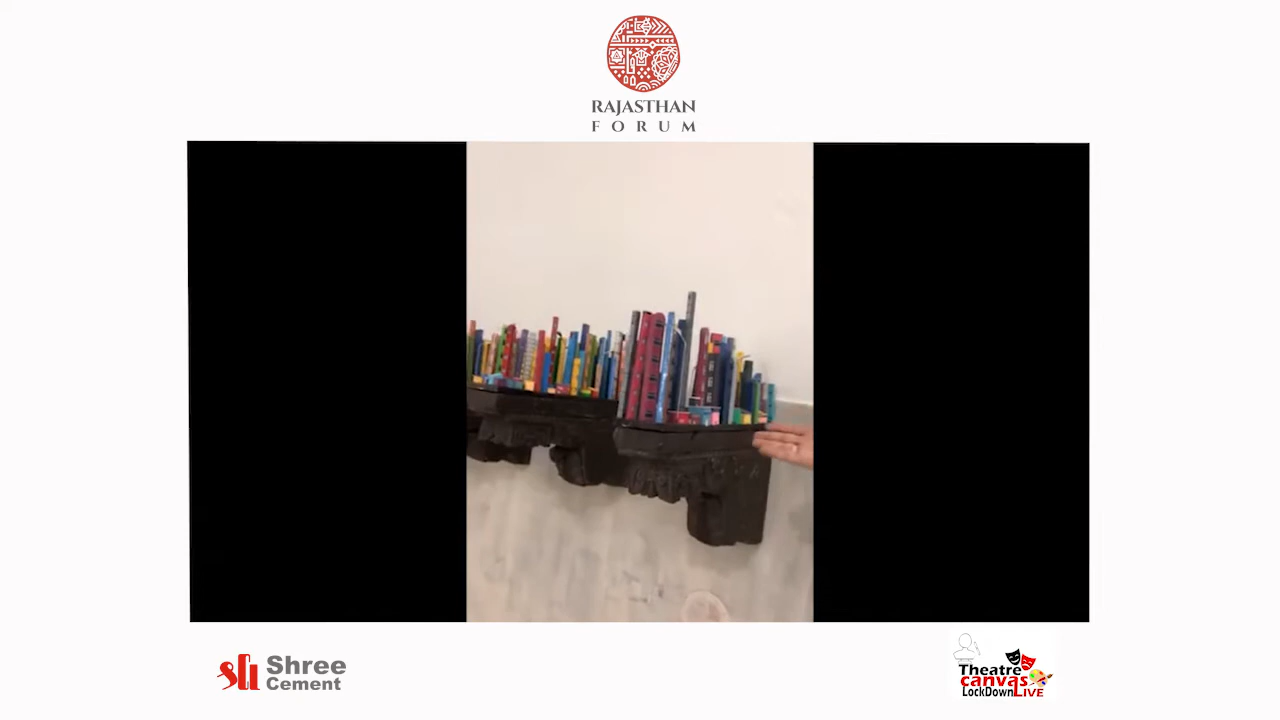 RAJASTHAN
FORUM
Shree
Cement
Theatre
canvas
LockDown LIVE